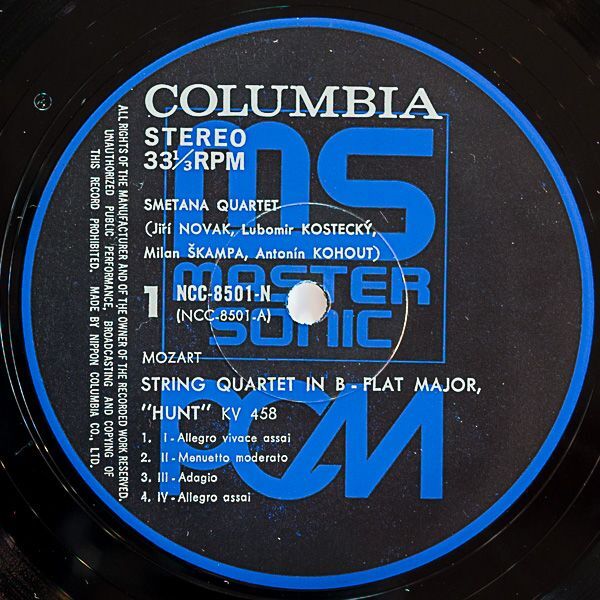 COLUMBIA
STEREO
33⅓RPM
MS
MASTER
SONIC
SMETANA QUARTET
(Jiří NOVAK, Lubomir KOSTECKÝ,
Milan ŠKAMPA, Antonín KOHOUT)
1 NCC-8501-N
(NCC-8501-A)
MOZART
STRING QUARTET IN B-FLAT MAJOR,
"HUNT" KV 458
1. I-Allegro vivace assai
2. II-Menuetto moderato
3. III-Adagio
4. IV-Allegro assai
PCM
ALL RIGHTS OF THE MANUFACTURER AND OF THE OWNER OF THE RECORDED WORK RESERVED.
UNAUTHORIZED PUBLIC PERFORMANCE, BROADCASTING AND COPYING OF
THIS RECORD PROHIBITED. MADE BY NIPPON COLUMBIA CO., LTD.